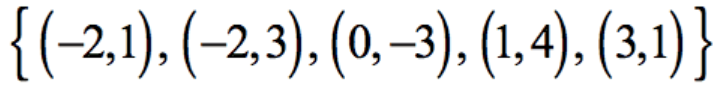 {(−2,1), (−2,3), (0,−3), (1,4), (3,1)}